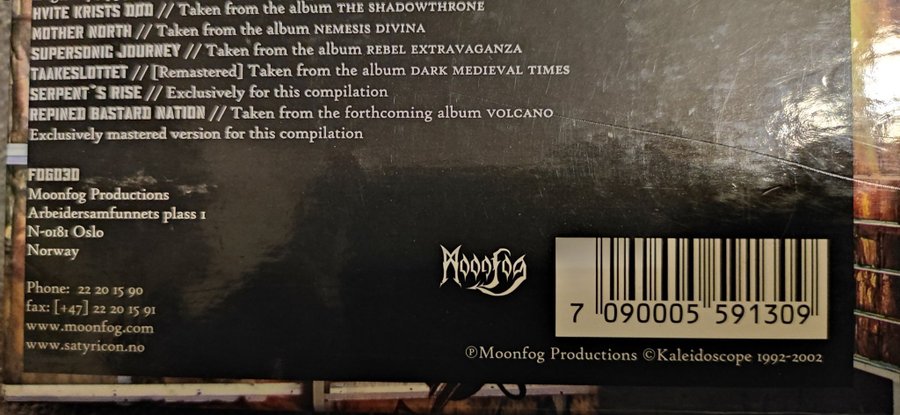 HVITE KRISTS DØD // Taken from the album THE SHADOWTHRONE
MOTHER NORTH // Taken from the album NEMESIS DIVINA
SUPERSONIC JOURNEY // Taken from the album REBEL EXTRAVAGANZA
TAAKESLOTTET // [Remastered] Taken from the album DARK MEDIEVAL TIMES
SERPENT`S RISE // Exclusively for this compilation
REPINED BASTARD NATION // Taken from the forthcoming album VOLCANO
Exclusively mastered version for this compilation
FOG030
Moonfog Productions
Arbeidersamfunnets plass 1
N-0181 Oslo
Norway
Phone: 22 20 15 90
fax: [+47] 22 20 15 91
www.moonfog.com
www.satyricon.no
Moonfog
7 090005 591309
℗Moonfog Productions ©Kaleidoscope 1992-2002